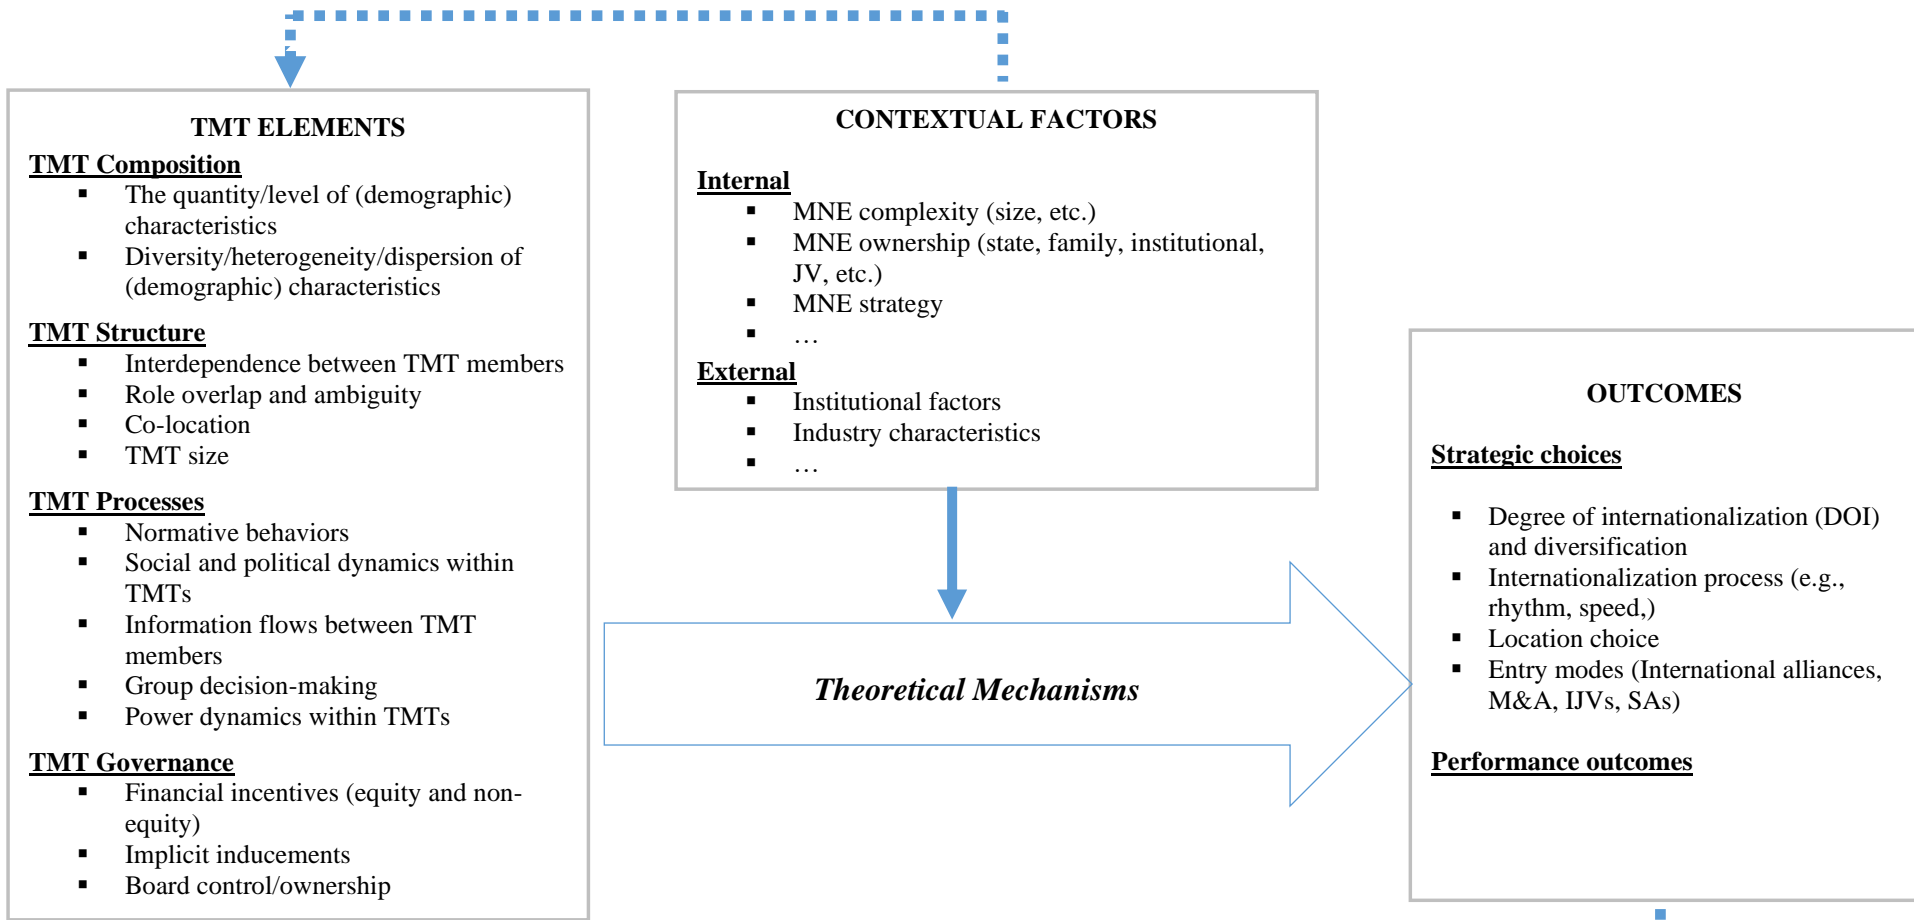 TMT ELEMENTS
TMT Composition
▪ The quantity/level of (demographic)
characteristics
▪ Diversity/heterogeneity/dispersion of
(demographic) characteristics
TMT Structure
▪ Interdependence between TMT members
▪ Role overlap and ambiguity
▪ Co-location
▪ TMT size
TMT Processes
▪ Normative behaviors
▪ Social and political dynamics within
TMTs
▪ Information flows between TMT
members
▪ Group decision-making
▪ Power dynamics within TMTs
TMT Governance
▪ Financial incentives (equity and non-
equity)
▪ Implicit inducements
▪ Board control/ownership
CONTEXTUAL FACTORS
Internal
▪ MNE complexity (size, etc.)
▪ MNE ownership (state, family, institutional,
JV, etc.)
▪ MNE strategy
▪ …
External
▪ Institutional factors
▪ Industry characteristics
▪ …
Theoretical Mechanisms
OUTCOMES
Strategic choices
▪ Degree of internationalization (DOI)
and diversification
▪ Internationalization process (e.g.,
rhythm, speed,)
▪ Location choice
▪ Entry modes (International alliances,
M&A, IJVs, SAs)
Performance outcomes